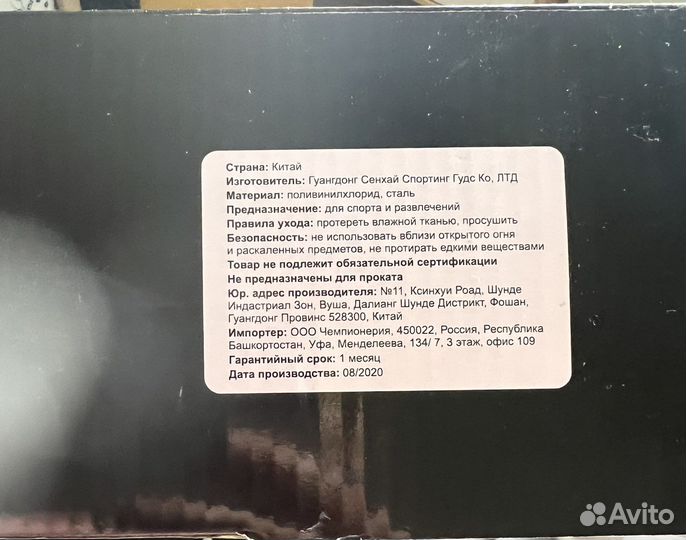 Страна: Китай
Изготовитель: Гуангдонг Сенхай Спортинг Гудс Ко, ЛТД
Материал: поливинилхлорид, сталь
Предназначение: для спорта и развлечений
Правила ухода: протереть влажной тканью, просушить
Безопасность: не использовать вблизи открытого огня
и раскаленных предметов, не протирать едкими веществами
Товар не подлежит обязательной сертификации
Не предназначены для проката
Юр. адрес производителя: №11, Ксинхуи Роад, Шунде
Индастриал Зон, Вуша, Далианг Шунде Дистрикт, Фошан,
Гуангдонг Провинс 528300, Китай
Импортер: ООО Чемпионерия, 450022, Россия, Республика
Башкортостан, Уфа, Менделеева, 134/ 7, 3 этаж, офис 109
Гарантийный срок: 1 месяц
Дата производства: 08/2020
Avito